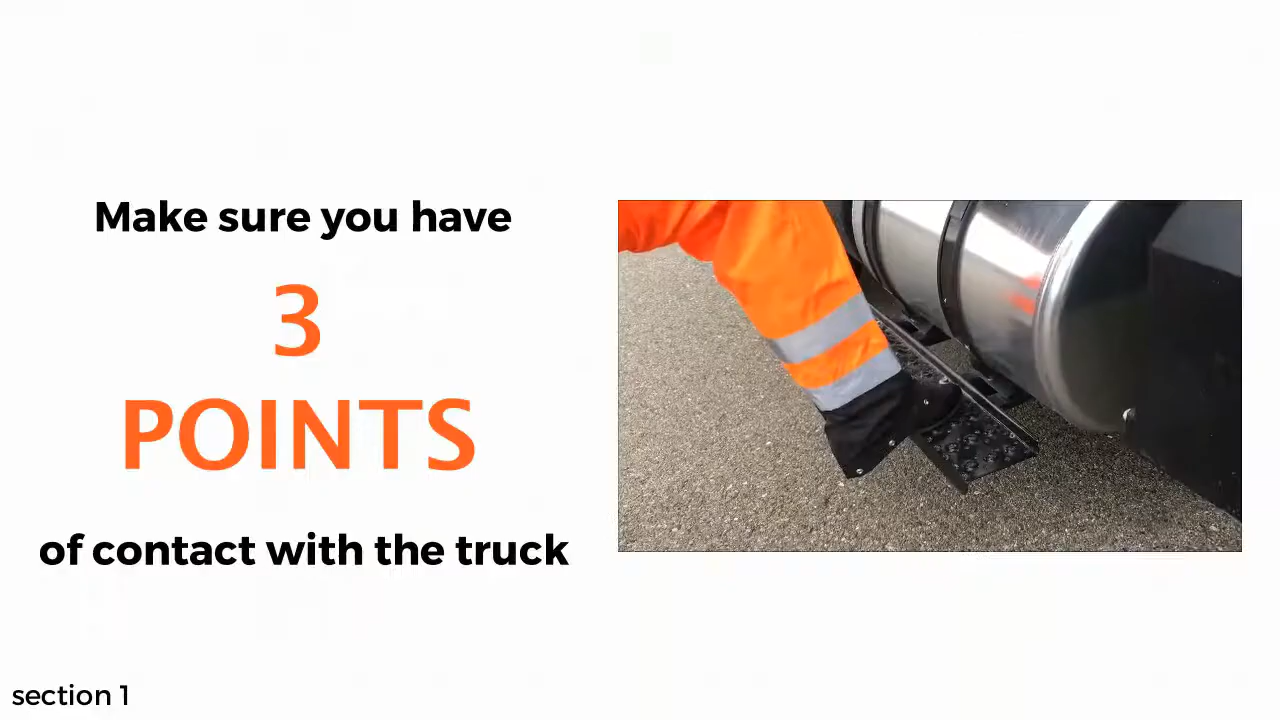 Make sure you have
3
POINTS
of contact with the truck
section 1